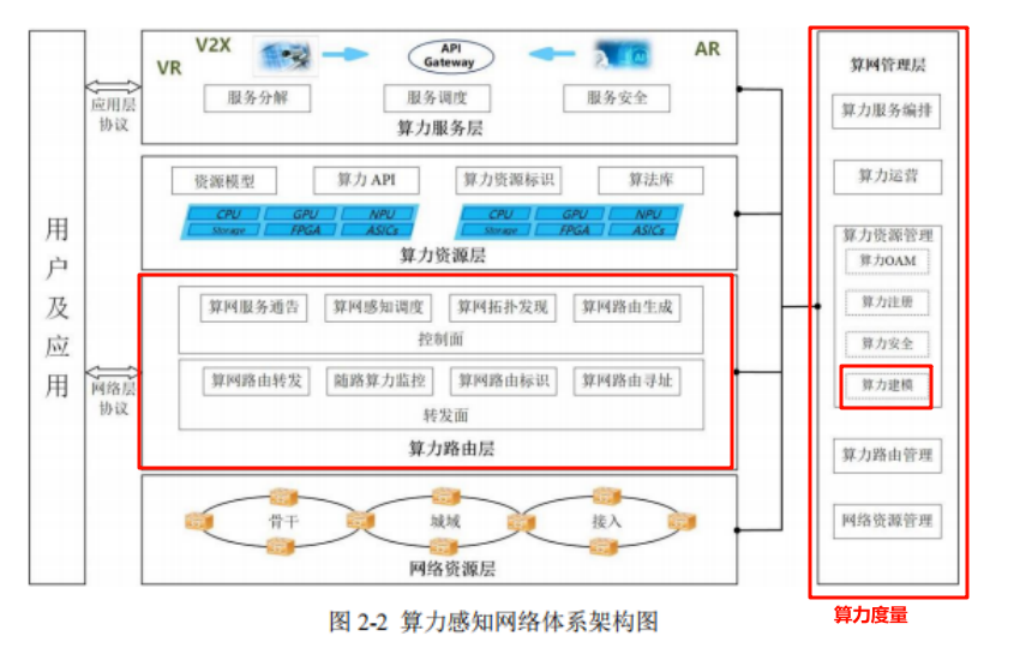 用户及应用
应用层
协议
网络层
协议
VR
V2X
API
Gateway
AI
AR
服务分解
服务调度
服务安全
算力服务层
资源模型
算力 API
算力资源标识
算法库
CPU GPU NPU
Storage FPGA ASICs
CPU GPU NPU
Storage FPGA ASICs
算力资源层
算网服务通告
算网感知调度
算网拓扑发现
算网路由生成
控制面
算网路由转发
随路算力监控
算网路由标识
算网路由寻址
转发面
算力路由层
骨干
城域
接入
网络资源层
算网管理层
算力服务编排
算力运营
算力资源管理
算力OAM
算力注册
算力安全
算力建模
算力路由管理
网络资源管理
算力度量
图 2-2 算力感知网络体系架构图